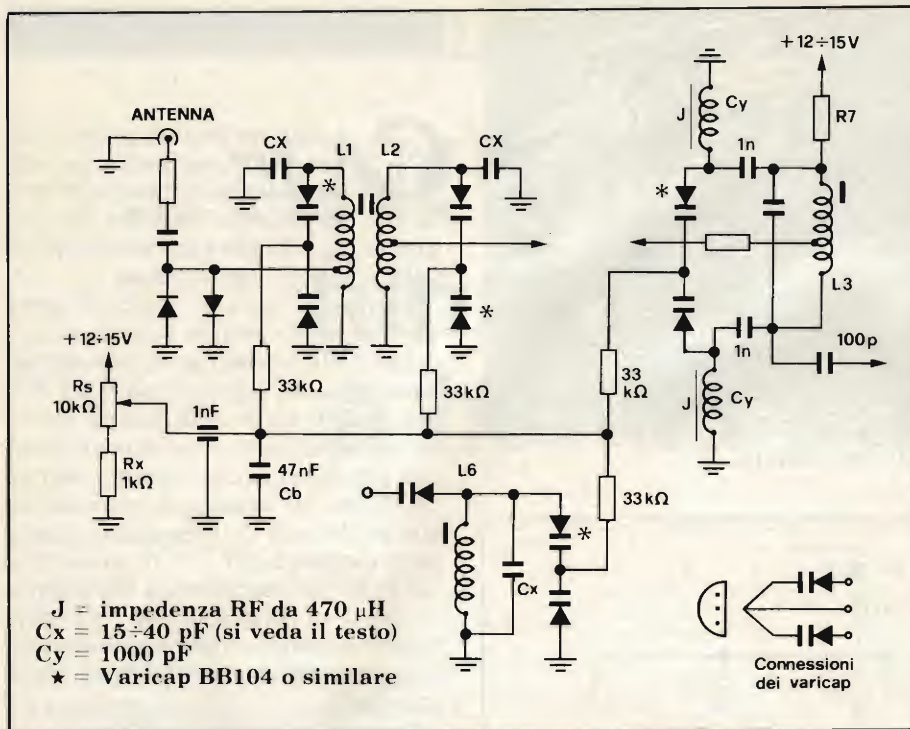 +12÷15V
ANTENNA
J
Cy
R7
CX
L1
L2
CX
1n
*
*
L3
*
1n
100p
+12÷15V
33kΩ
33kΩ
33
kΩ
J
Cy
Rs
10kΩ
1nF
Rx
1kΩ
47nF
Cb
L6
33kΩ
*
Cx
J = impedenza RF da 470 µH
Cx = 15÷40 pF (si veda il testo)
Cy = 1000 pF
★ = Varicap BB104 o similare
Connessioni
dei varicap